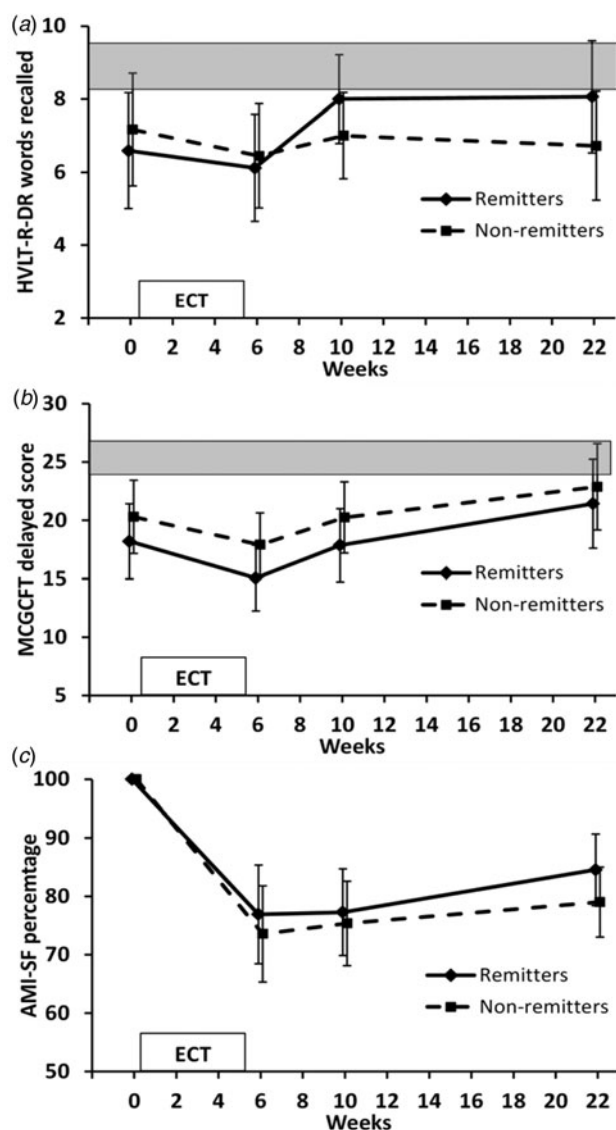 (a)
HVLT-R-DR words recalled
10
8
6
4
2
Remitters
Non-remitters
ECT
0 2 4 6 8 10 12 14 16 18 20 22
Weeks
(b)
MCGCFT delayed score
30
25
20
15
10
5
Remitters
Non-remitters
ECT
0 2 4 6 8 10 12 14 16 18 20 22
Weeks
(c)
AMI-SF percemtage
100
90
80
70
60
50
Remitters
Non-remitters
ECT
0 2 4 6 8 10 12 14 16 18 20 22
Weeks